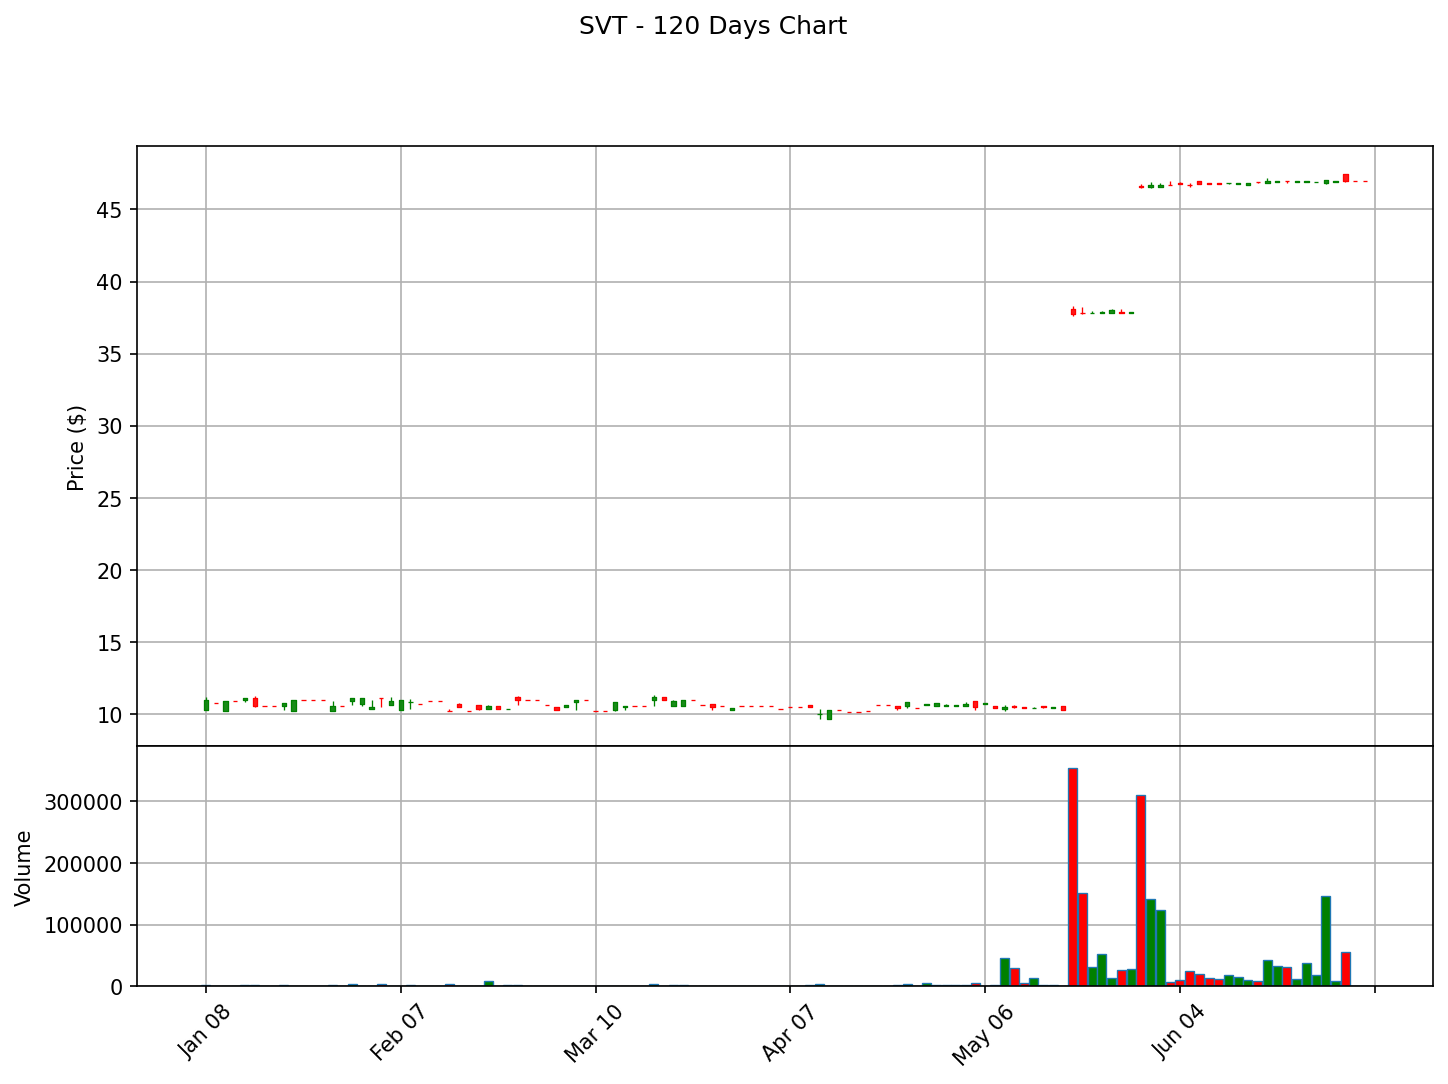 SVT - 120 Days Chart
Price ($)
45
40
35
30
25
20
15
10
Volume
300000
200000
100000
0
Jan 08
Feb 07
Mar 10
Apr 07
May 06
Jun 04